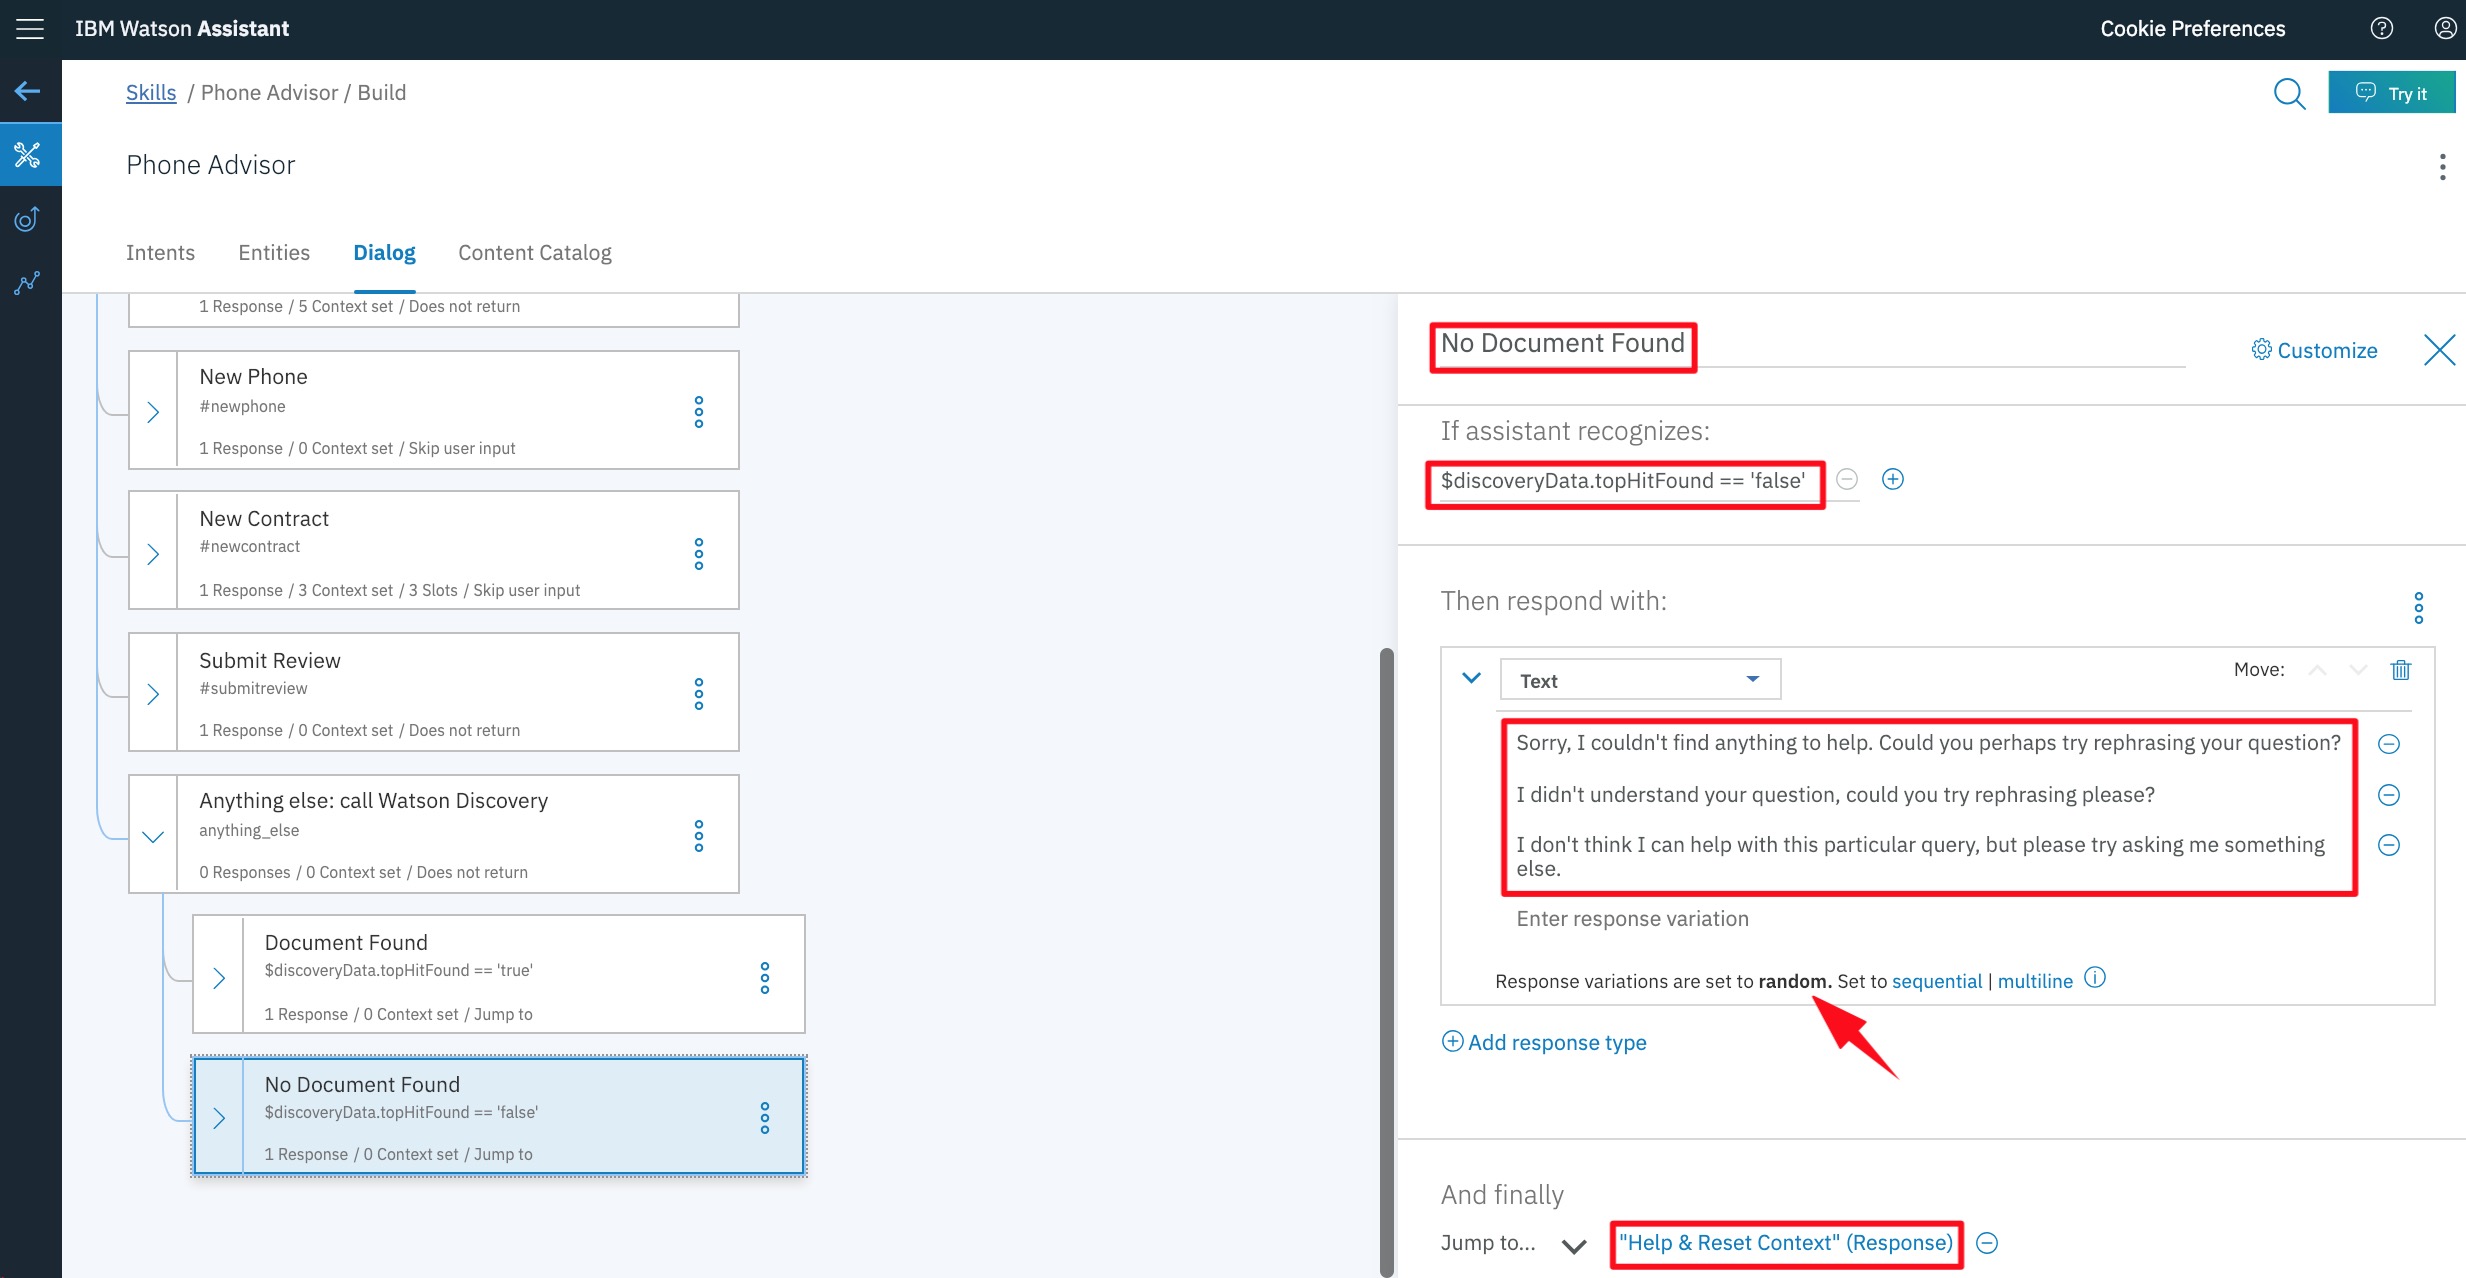 IBM Watson Assistant
Cookie Preferences
Skills / Phone Advisor / Build
Try it
Phone Advisor
Intents
Entities
Dialog
Content Catalog
1 Response / 5 Context set / Does not return
New Phone
#newphone
1 Response / 0 Context set / Skip user input
New Contract
#newcontract
1 Response / 3 Context set / 3 Slots / Skip user input
Submit Review
#submitreview
1 Response / 0 Context set / Does not return
Anything else: call Watson Discovery
anything_else
0 Responses / 0 Context set / Does not return
Document Found
$discoveryData.topHitFound == 'true'
1 Response / 0 Context set / Jump to
No Document Found
$discoveryData.topHitFound == 'false'
1 Response / 0 Context set / Jump to
No Document Found
Customize
If assistant recognizes:
$discoveryData.topHitFound == 'false'
Then respond with:
Text
Move:
Sorry, I couldn't find anything to help. Could you perhaps try rephrasing your question?
I didn't understand your question, could you try rephrasing please?
I don't think I can help with this particular query, but please try asking me something
else.
Enter response variation
Response variations are set to random. Set to sequential | multiline
Add response type
And finally
Jump to... "Help & Reset Context" (Response)